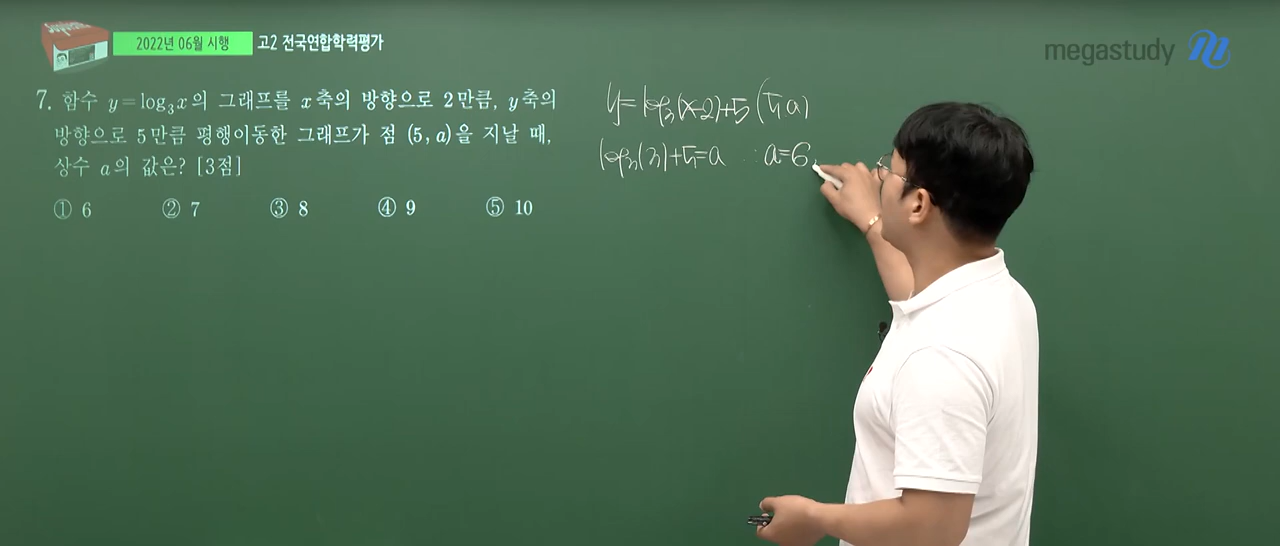 2022년 06월 시행 고2 전국연합학력평가
megastudy
7. 함수 y=log₃x의 그래프를 x축의 방향으로 2만큼, y축의
방향으로 5만큼 평행이동한 그래프가 점 (5, a)을 지날 때,
상수 a의 값은? [3점]
① 6 ② 7 ③ 8 ④ 9 ⑤ 10
y=log₃(x-2)+5 (5, a)
log₃(3)+5=a ∴ a=6.